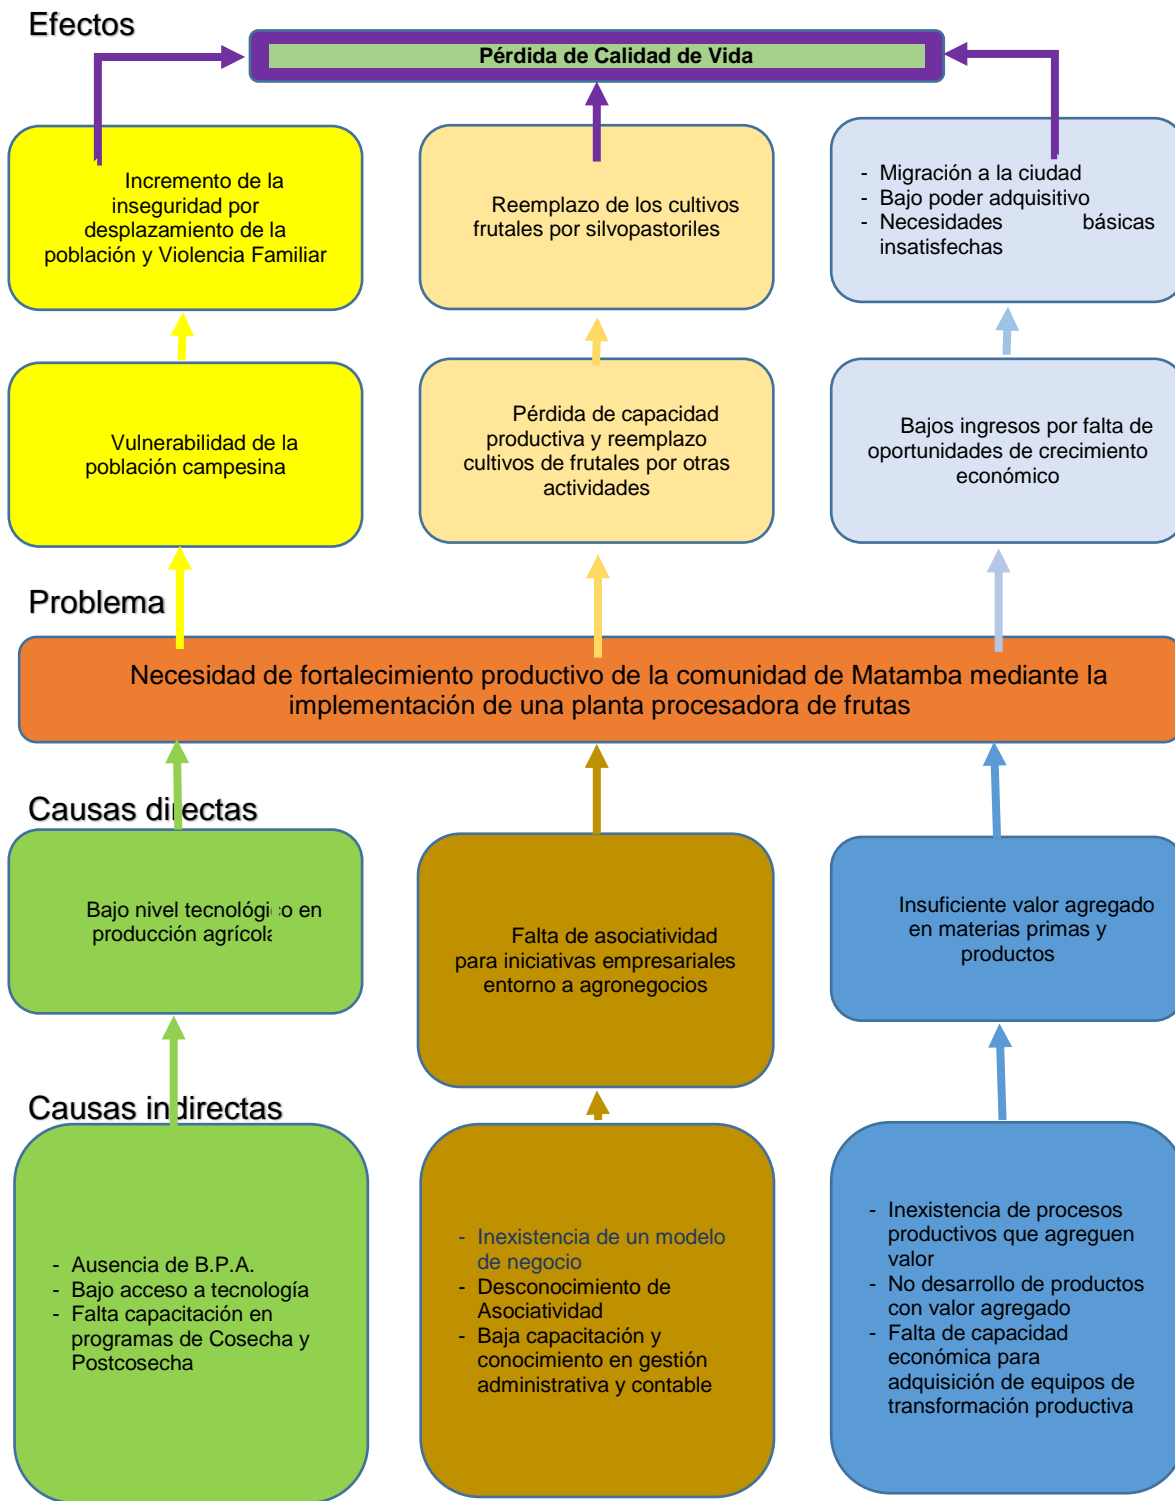 Efectos
Pérdida de Calidad de Vida
Incremento de la
inseguridad por
desplazamiento de la
población y Violencia Familiar
Reemplazo de los cultivos
frutales por silvopastoriles
- Migración a la ciudad
- Bajo poder adquisitivo
- Necesidades básicas
insatisfechas
Vulnerabilidad de la
población campesina
Pérdida de capacidad
productiva y reemplazo
cultivos de frutales por otras
actividades
Bajos ingresos por falta de
oportunidades de crecimiento
económico
Problema
Necesidad de fortalecimiento productivo de la comunidad de Matamba mediante la
implementación de una planta procesadora de frutas
Causas directas
Bajo nivel tecnológico en
producción agrícola
Falta de asociatividad
para iniciativas empresariales
entorno a agronegocios
Insuficiente valor agregado
en materias primas y
productos
Causas indirectas
- Ausencia de B.P.A.
- Bajo acceso a tecnología
- Falta capacitación en
programas de Cosecha y
Postcosecha
- Inexistencia de un modelo
de negocio
- Desconocimiento de
Asociatividad
- Baja capacitación y
conocimiento en gestión
administrativa y contable
- Inexistencia de procesos
productivos que agreguen
valor
- No desarrollo de productos
con valor agregado
- Falta de capacidad
económica para
adquisición de equipos de
transformación productiva